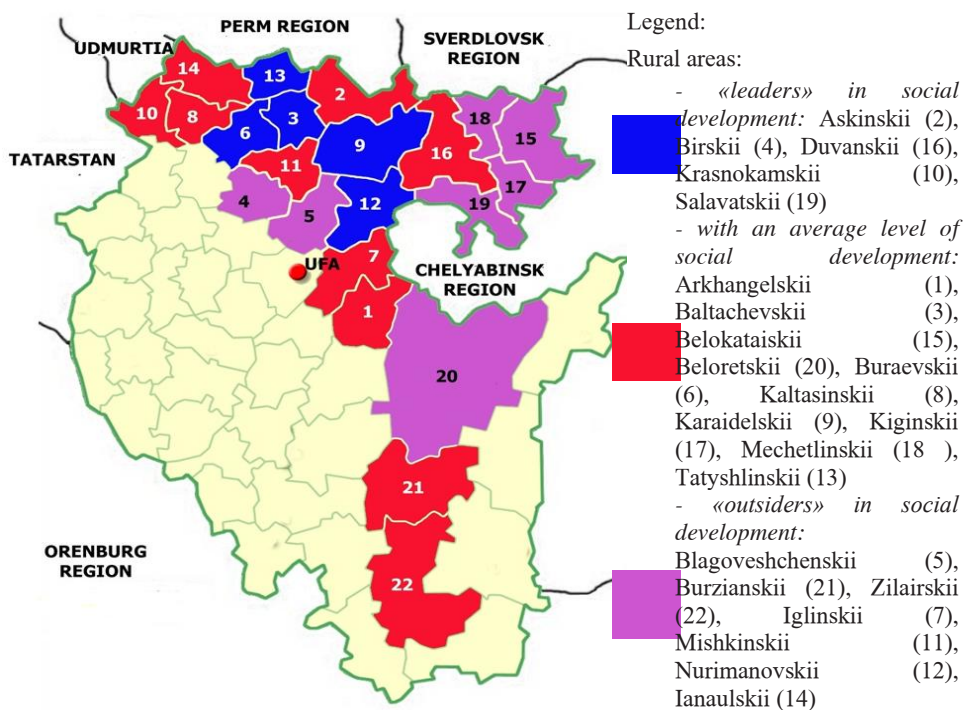 PERM REGION
UDMURTIA
SVERDLOVSK
REGION
14
13
2
10
8
3
6
9
18
15
16
11
TATARSTAN
17
4
5
12
19
7
UFA
CHELYABINSK
REGION
1
20
21
ORENBURG
REGION
22
Legend:
Rural areas:
- «leaders» in social
development: Askinskii (2),
Birskii (4), Duvanskii (16),
Krasnokamskii (10),
Salavatskii (19)
- with an average level of
social development:
Arkhangelskii (1),
Baltachevskii (3),
Belokataiskii (15),
Beloretskii (20), Buraevskii
(6), Kaltasinskii (8),
Karaidelskii (9), Kiginskii
(17), Mechetlinskii (18 ),
Tatyshlinskii (13)
- «outsiders» in social
development:
Blagoveshchenskii (5),
Burzianskii (21), Zilairskii
(22), Iglinskii (7),
Mishkinskii (11),
Nurimanovskii (12),
Ianaulskii (14)